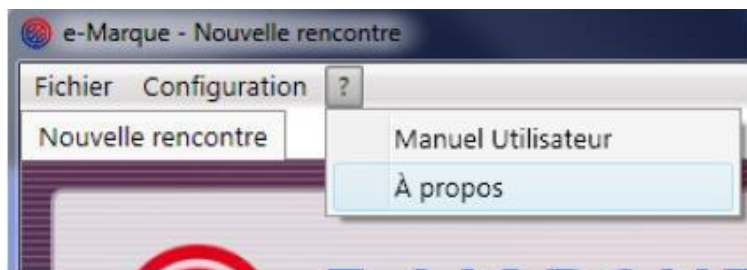 e-Marque - Nouvelle rencontre
Fichier Configuration ?
Nouvelle rencontre
Manuel Utilisateur
À propos